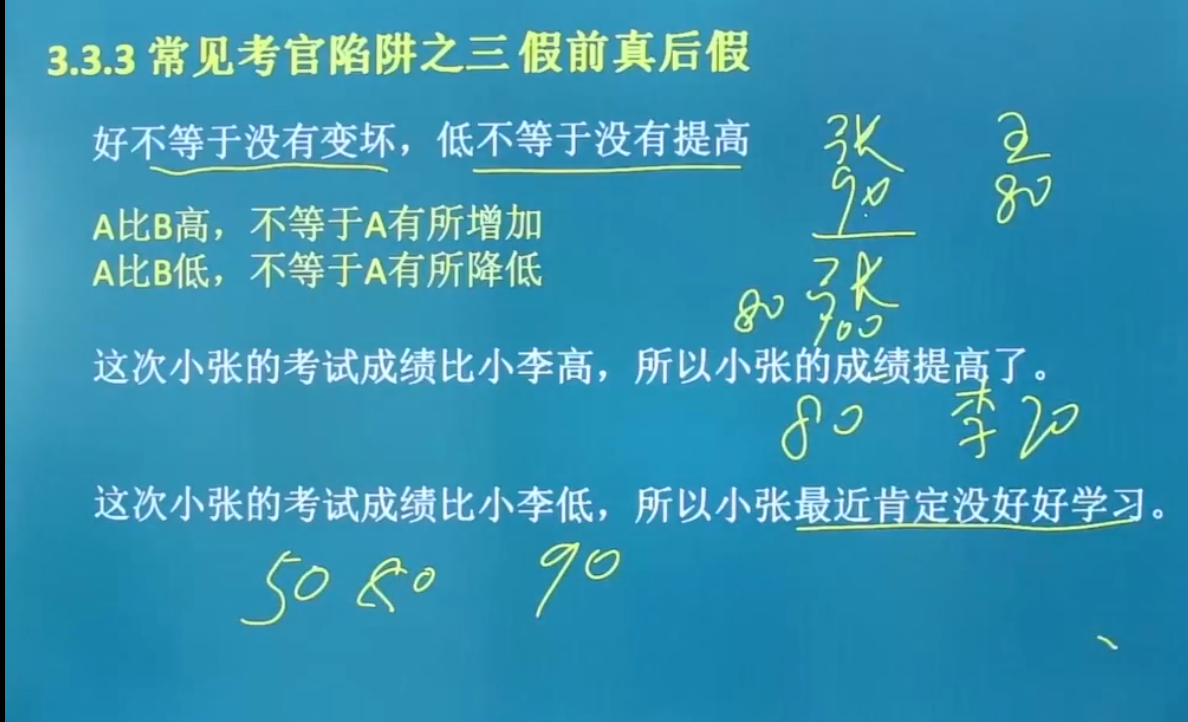 3.3.3 常见考官陷阱之三 假前真后假
好不等于没有变坏，低不等于没有提高
张 王
90 80
A比B高，不等于A有所增加
A比B低，不等于A有所降低
张
80 100
这次小张的考试成绩比小李高，所以小张的成绩提高了。
80 李 20
这次小张的考试成绩比小李低，所以小张最近肯定没好好学习。
50 80 90